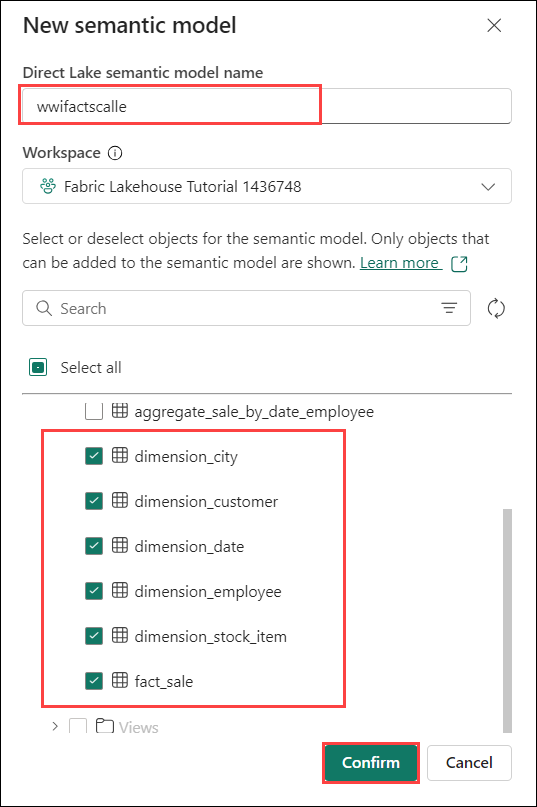 New semantic model
Direct Lake semantic model name
wwifactscalle
Workspace
Fabric Lakehouse Tutorial 1436748
Select or deselect objects for the semantic model. Only objects that
can be added to the semantic model are shown. Learn more
Search
Select all
aggregate_sale_by_date_employee
dimension_city
dimension_customer
dimension_date
dimension_employee
dimension_stock_item
fact_sale
Views
Confirm Cancel